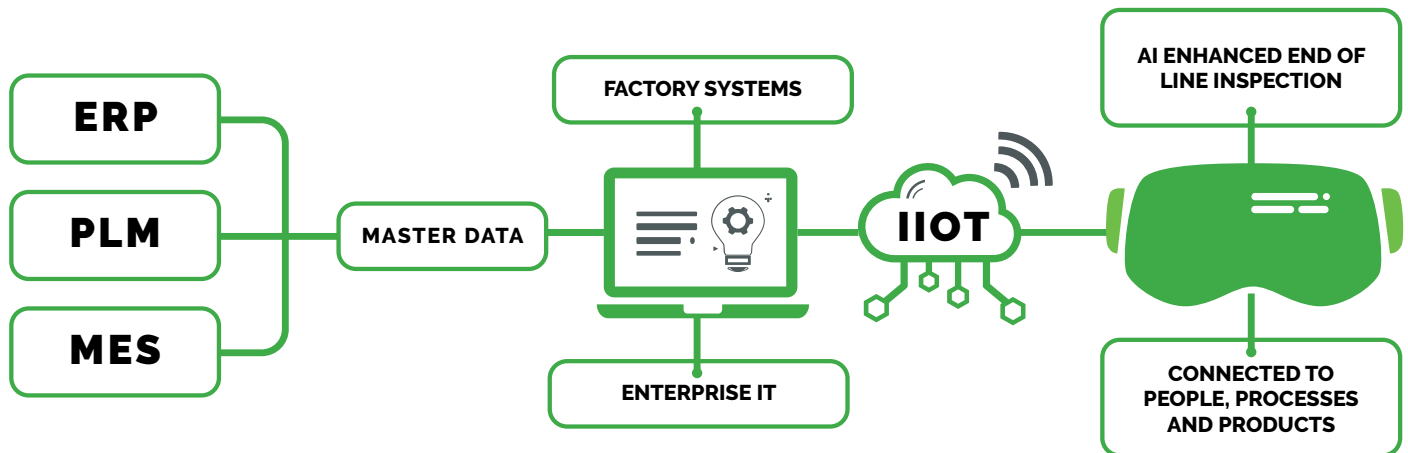 ERP
PLM
MES
MASTER DATA
FACTORY SYSTEMS
ENTERPRISE IT
IIOT
AI ENHANCED END OF
LINE INSPECTION
CONNECTED TO
PEOPLE, PROCESSES
AND PRODUCTS